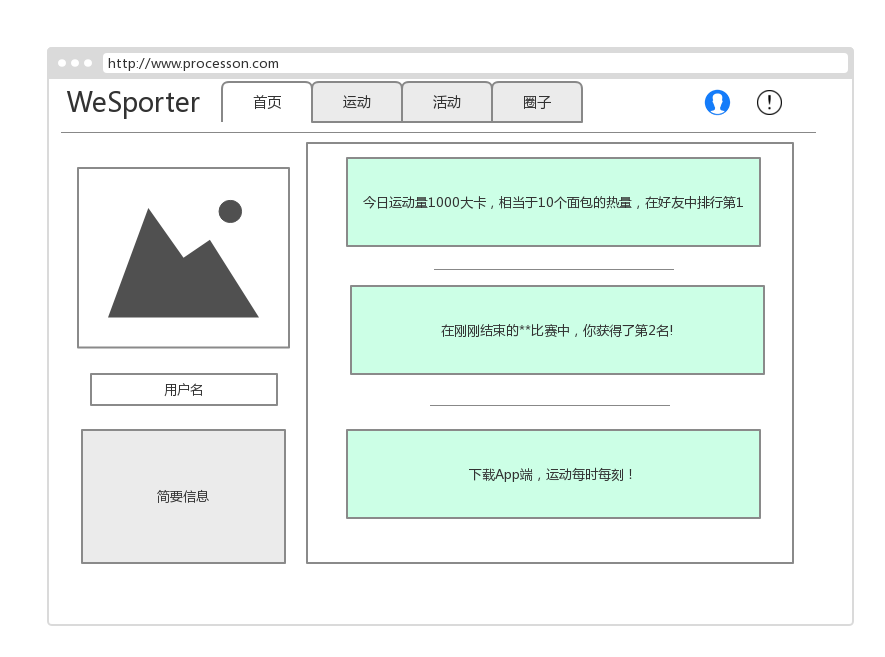 http://www.processon.com
WeSporter
首页
运动
活动
圈子
今日运动量1000大卡，相当于10个面包的热量，在好友中排行第1
在刚刚结束的**比赛中，你获得了第2名!
用户名
下载App端，运动每时每刻！
简要信息